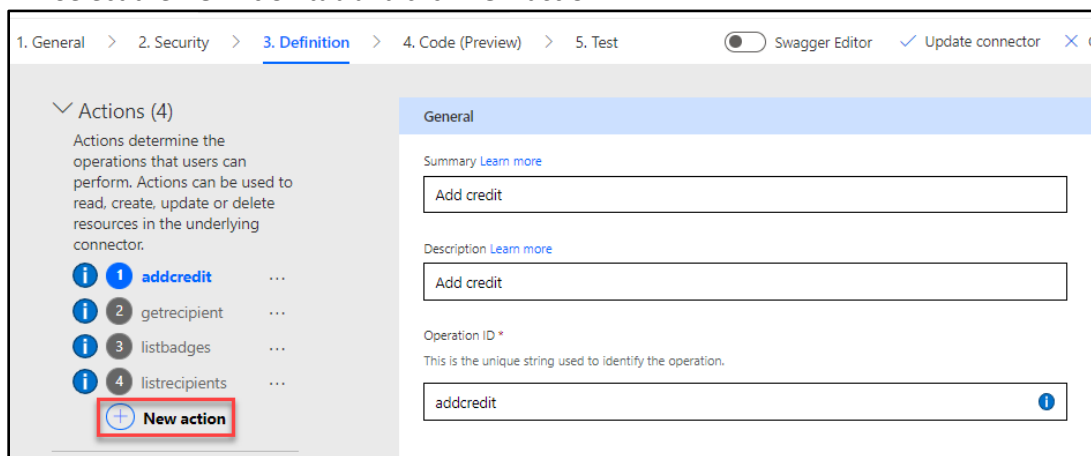 1. General > 2. Security > 3. Definition > 4. Code (Preview) > 5. Test Swagger Editor Update connector
Actions (4)
Actions determine the
operations that users can
perform. Actions can be used to
read, create, update or delete
resources in the underlying
connector.
1 addcredit ...
2 getrecipient ...
3 listbadges ...
4 listrecipients ...
New action
General
Summary Learn more
Add credit
Description Learn more
Add credit
Operation ID *
This is the unique string used to identify the operation.
addcredit